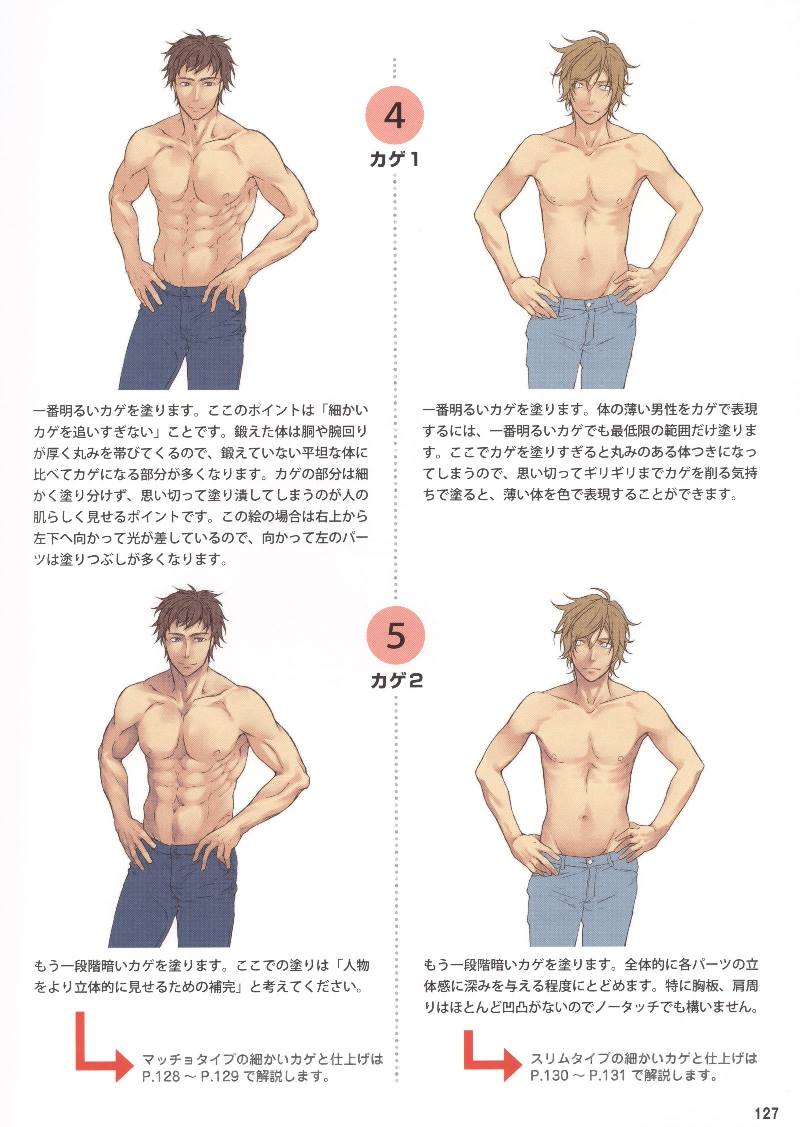 4
カゲ1
一番明るいカゲを塗ります。ここのポイントは「細かい
カゲを追いすぎない」ことです。鍛えた体は胴や腕回り
が厚く丸みを帯びてくるので、鍛えていない平坦な体に
比べてカゲになる部分が多くなります。カゲの部分は細
かく塗り分けず、思い切って塗り潰してしまうのが人の
肌らしく見せるポイントです。この絵の場合は右上から
左下へ向かって光が差しているので、向かって左のパー
ツは塗りつぶしが多くなります。
一番明るいカゲを塗ります。体の薄い男性をカゲで表現
するには、一番明るいカゲでも最低限の範囲だけ塗りま
す。ここでカゲを塗りすぎると丸みのある体つきになっ
てしまうので、思い切ってギリギリまでカゲを削る気持
ちで塗ると、薄い体を色で表現することができます。
5
カゲ2
もう一段階暗いカゲを塗ります。ここでの塗りは「人物
をより立体的に見せるための補完」と考えてください。
マッチョタイプの細かいカゲと仕上げは
P.128 ～ P.129 で解説します。
もう一段階暗いカゲを塗ります。全体的に各パーツの立
体感に深みを与える程度にとどめます。特に胸板、肩周
りはほとんど凹凸がないのでノータッチでも構いません。
スリムタイプの細かいカゲと仕上げは
P.130 ～ P.131 で解説します。
127